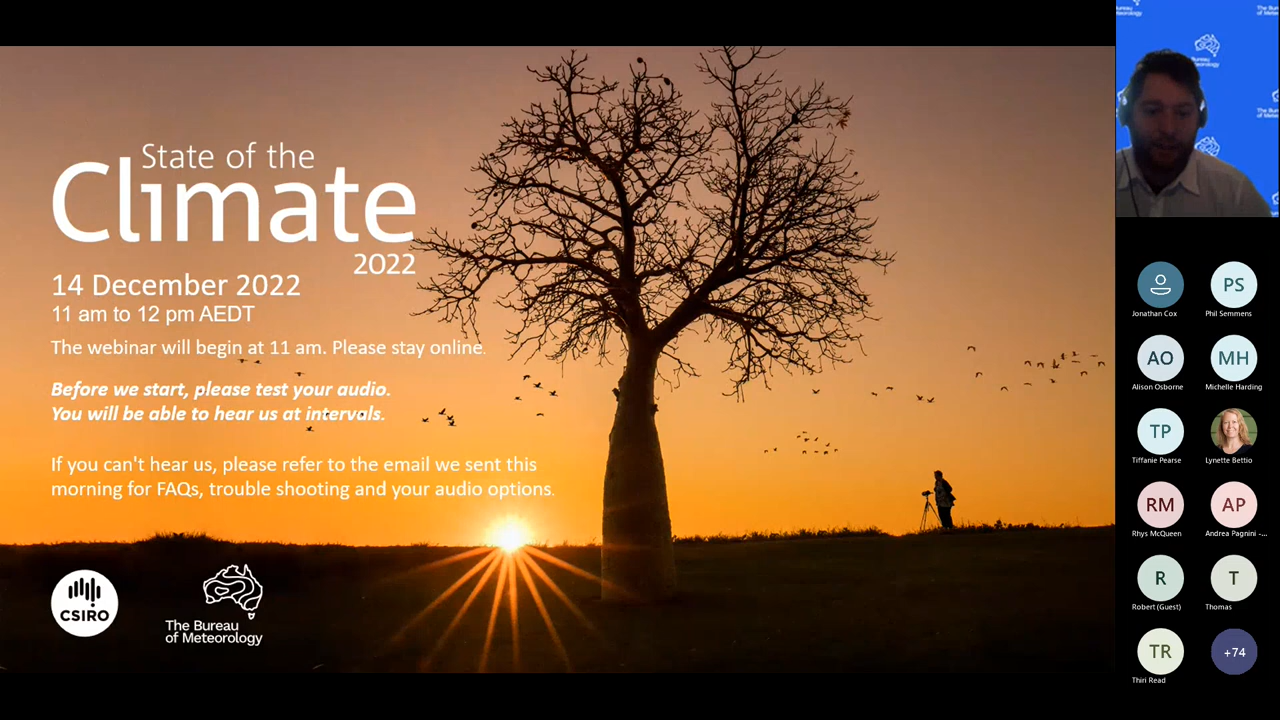 State of the
Climate
2022
14 December 2022
11 am to 12 pm AEDT
The webinar will begin at 11 am. Please stay online.
Before we start, please test your audio.
You will be able to hear us at intervals.
If you can't hear us, please refer to the email we sent this
morning for FAQs, trouble shooting and your audio options.
CSIRO
The Bureau
of Meteorology
Bureau
Meteorology
Jonathan Cox
PS
Phil Semmens
AO
Alison Osborne
MH
Michelle Harding
TP
Tiffanie Pearse
Lynette Bettio
RM
Rhys McQueen
AP
Andrea Pagnini -...
R
Robert (Guest)
T
Thomas
TR
Thiri Read
+74